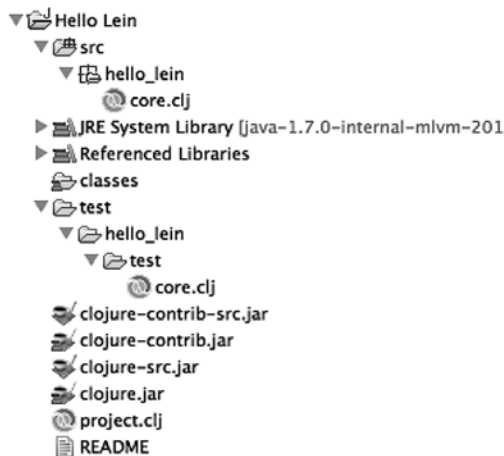 Hello Lein
src
hello_lein
core.clj
JRE System Library [java-1.7.0-internal-mlvm-201
Referenced Libraries
classes
test
hello_lein
test
core.clj
clojure-contrib-src.jar
clojure-contrib.jar
clojure-src.jar
clojure.jar
project.clj
README